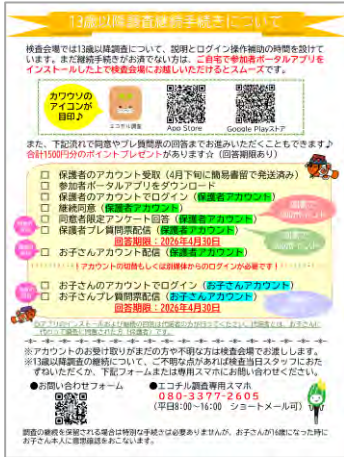 13歳以降調査継続手続きについて
検査会場では13歳以降調査について、説明とログイン操作補助の時間を設けて
います。まだ継続手続きがお済でない方は、ご自宅で参加者ポータルアプリを
インストールした上で検査会場にお越しいただけるとスムーズです。
カワウソの
アイコンが
目印♪
エコチル調査
App Store
Google Playストア
また、下記流れで同意やプレ質問票の回答までお進みいただくこともできます♪
合計1500円分のポイントプレゼントがあります☆（回答期限あり）
□ 保護者のアカウント受取（4月下旬に簡易書留で発送済み）
□ 参加者ポータルアプリをダウンロード
□ 保護者のアカウントでログイン（保護者アカウント）
□ 継続同意（保護者アカウント）
□ 同意者限定アンケート回答（保護者アカウント）
□ 保護者プレ質問票配信（保護者アカウント）
回答期限：2026年4月30日
□ お子さんアカウント配信（保護者アカウント）
！アカウントの切替もしくは別媒体からのログインが必要です！
□ お子さんのアカウントでログイン（お子さんアカウント）
□ お子さんプレ質問票配信（お子さんアカウント）
回答期限：2026年4月30日
※アカウントのお受け取りがまだの方や不明な方は検査会場でお渡しします。
※13歳以降調査の継続について、ご不明点があれば検査当日スタッフにおた
ずねいただくか、下記フォームまたは専用スマホにお問い合わせください。
●お問い合わせフォーム
●エコチル調査専用スマホ
080-3377-2605
（平日8:00～16:00　ショートメール可）
調査の継続を保留される場合は特別な手続きは必要ありませんが、お子さんが16歳になった時に
お子さん本人に意思確認をおこないます。